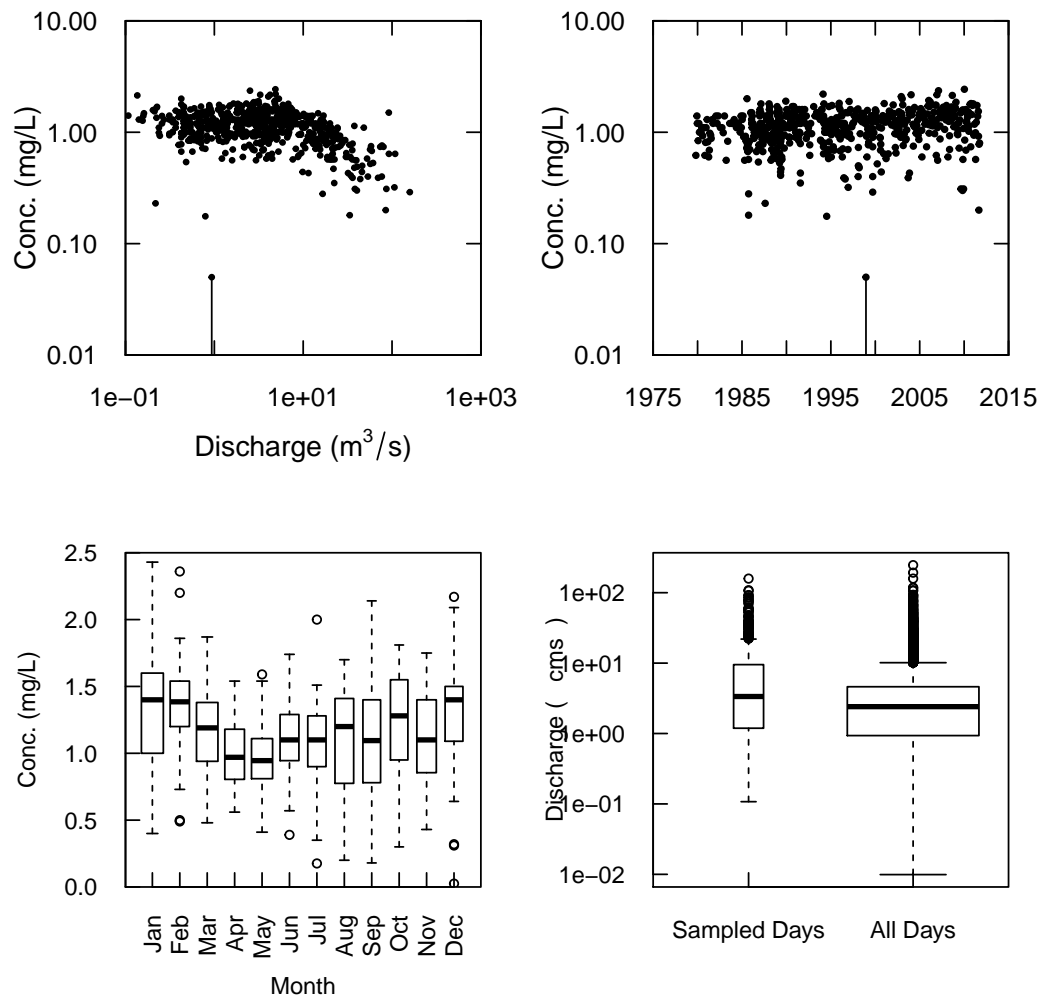 10.00
1.00
0.10
0.01
Conc. (mg/L)
1e−01
1e+01
1e+03
Discharge (m³/s)
10.00
1.00
0.10
0.01
Conc. (mg/L)
1975
1985
1995
2005
2015
2.5
2.0
1.5
1.0
0.5
0.0
Conc. (mg/L)
Jan
Feb
Mar
Apr
May
Jun
Jul
Aug
Sep
Oct
Nov
Dec
Month
1e+02
1e+01
1e+00
1e−01
1e−02
Discharge ( cms )
Sampled Days
All Days